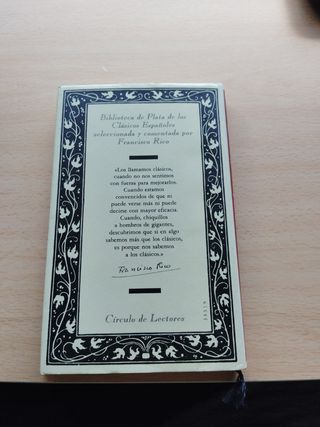 Biblioteca de Plata de los
Clásicos Españoles
seleccionada y comentada por
Francisco Rico
«Los llamamos clásicos,
cuando no nos sentimos
con fuerzas para mejorarlos.
Cuando estamos
convencidos de que ni
puede verse más ni puede
decirse con mayor eficacia.
Cuando, chiquillos
a hombros de gigantes,
descubrimos que si en algo
sabemos más que los clásicos,
es porque nos sabemos
a los clásicos.»
Francisco Rico
Círculo de Lectores